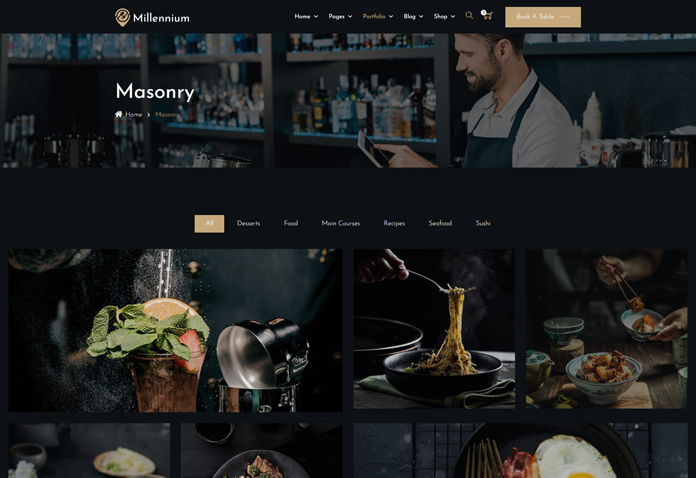 Millennium
Home Pages Portfolio Blog Shop 0 Book A Table
Masonry
Home Masonry
All Desserts Food Main Courses Recipes Seafood Sushi